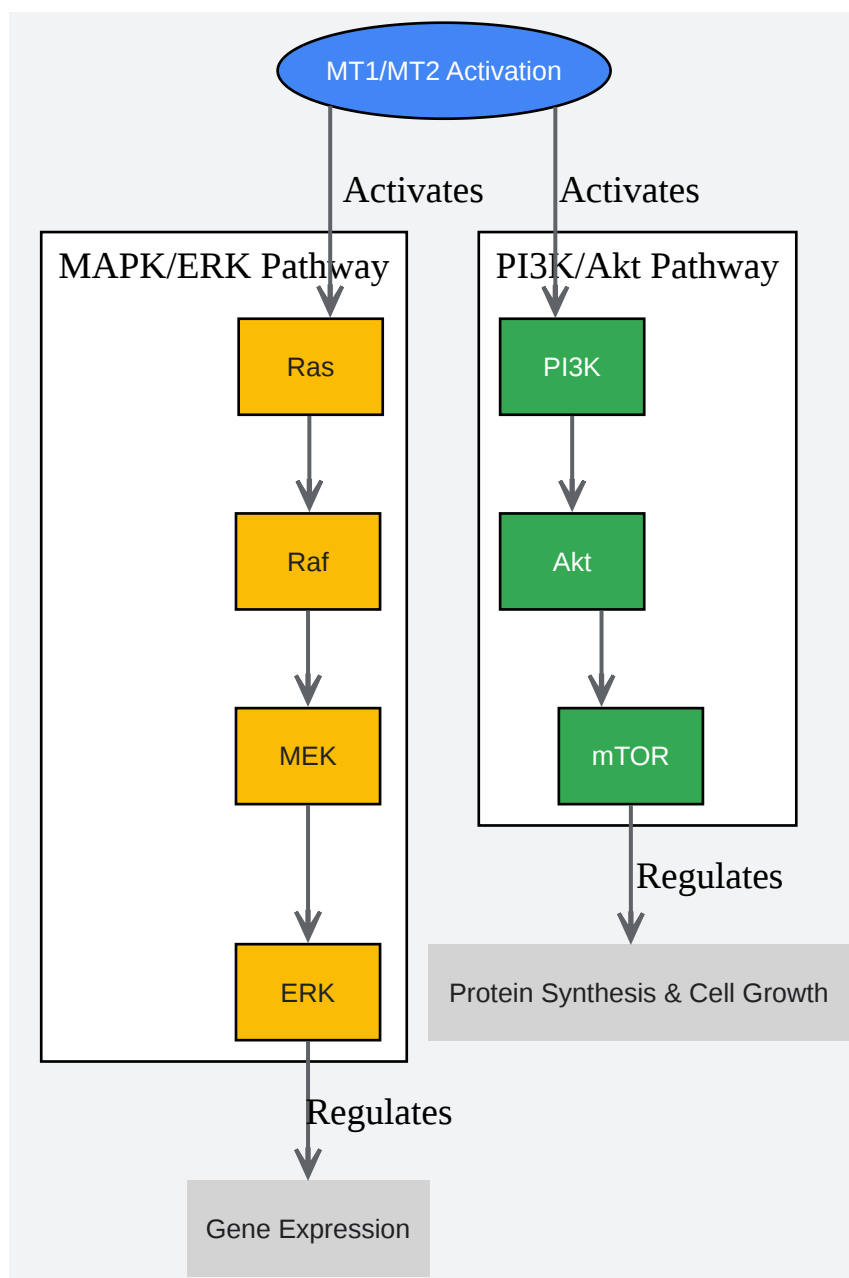 MT1/MT2 Activation
Activates
Activates
MAPK/ERK Pathway
PI3K/Akt Pathway
Ras
PI3K
Raf
Akt
MEK
mTOR
Regulates
ERK
Protein Synthesis & Cell Growth
Regulates
Gene Expression